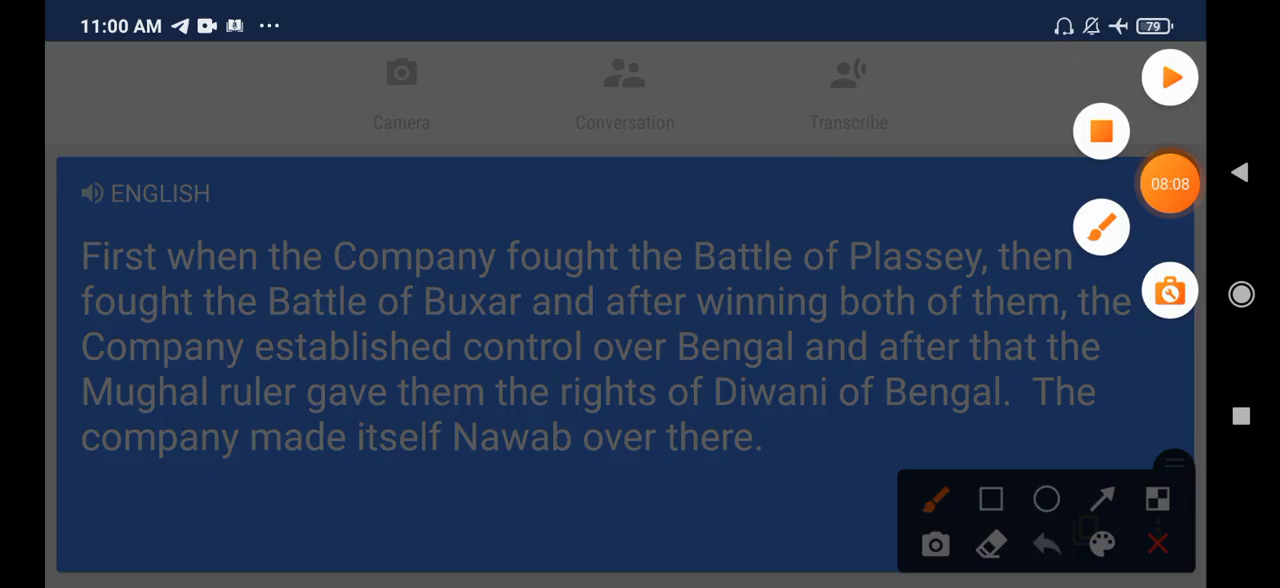 11:00 AM ... 79
Camera Conversation Transcribe
08:08
ENGLISH
First when the Company fought the Battle of Plassey, then
fought the Battle of Buxar and after winning both of them, the
Company established control over Bengal and after that the
Mughal ruler gave them the rights of Diwani of Bengal. The
company made itself Nawab over there.